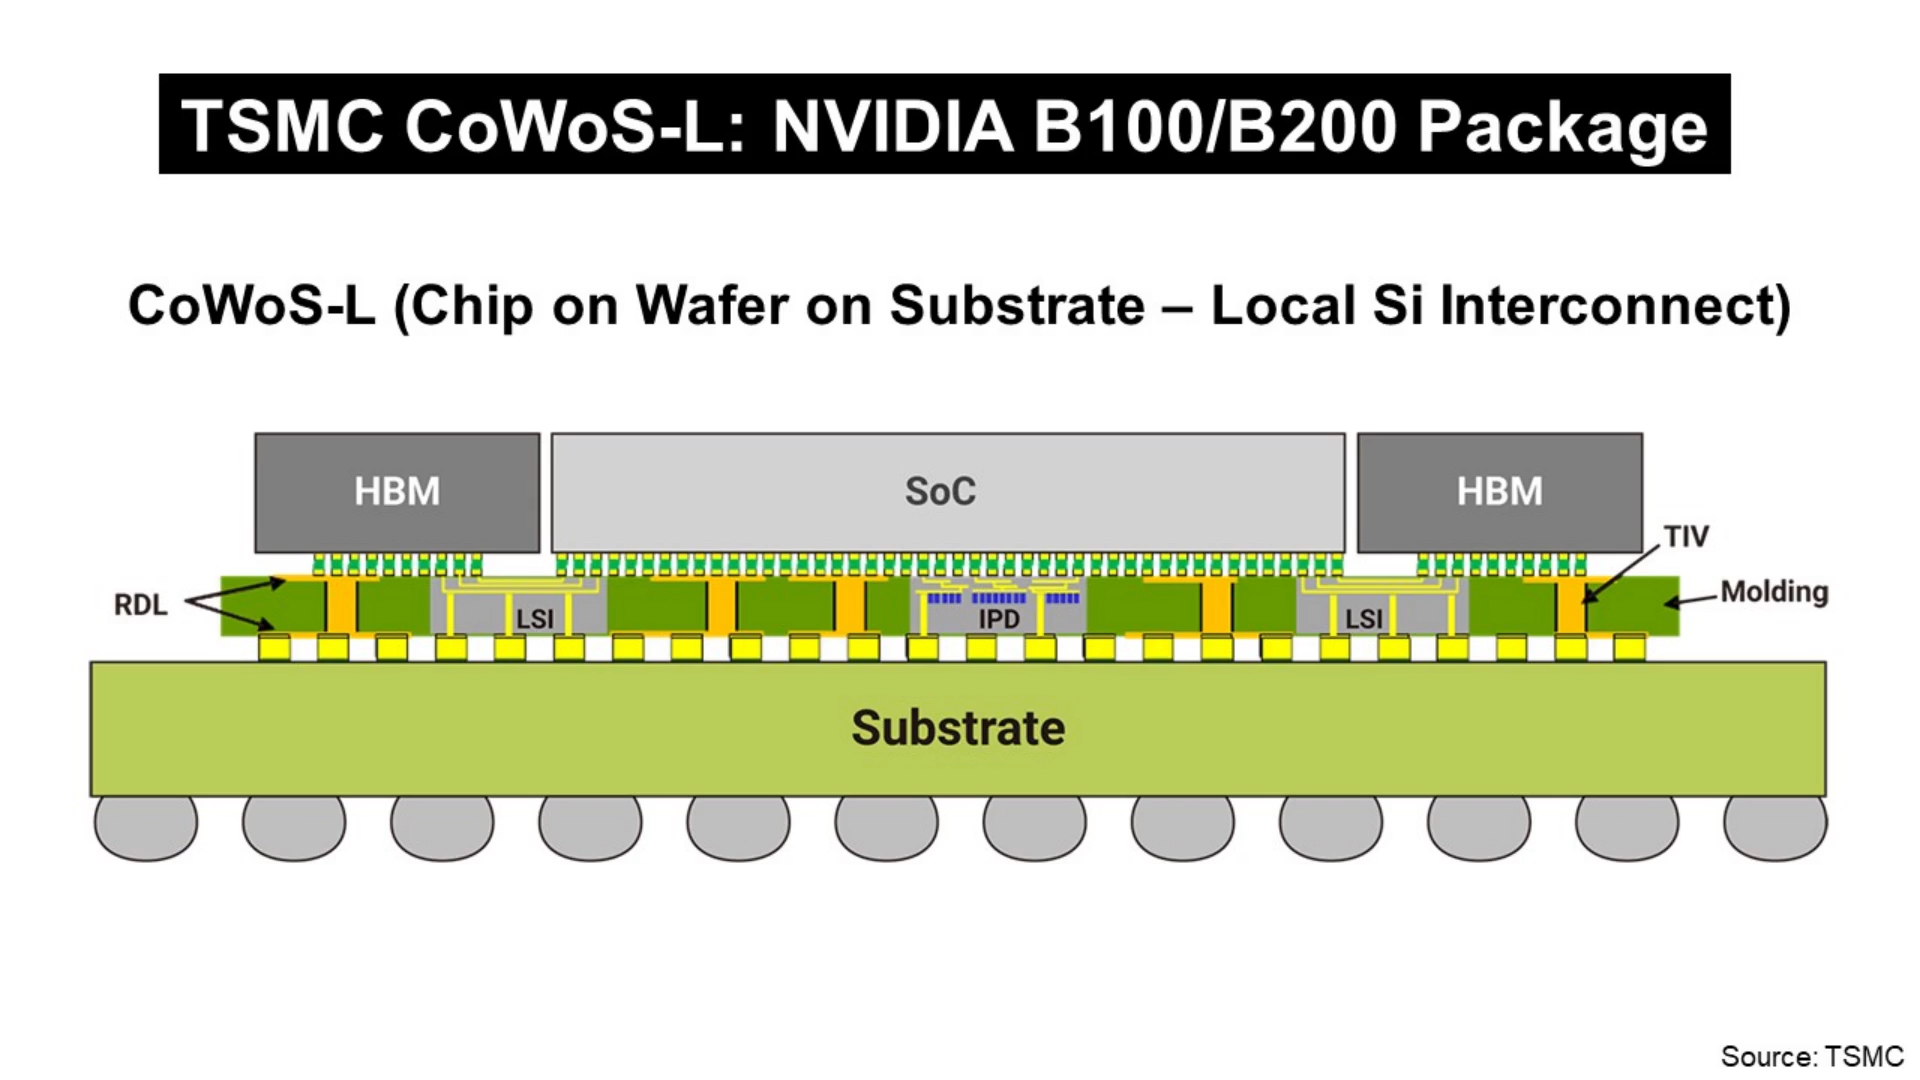 TSMC CoWoS-L: NVIDIA B100/B200 Package
CoWoS-L (Chip on Wafer on Substrate – Local Si Interconnect)
HBM
SoC
HBM
TIV
RDL
Molding
LSI
IPD
LSI
Substrate
Source: TSMC